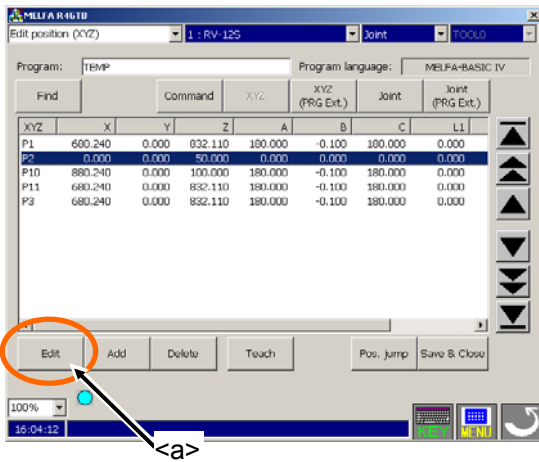 MELFA R46TB
Edit position (XYZ) 1 : RV-12S Joint TOOL0
Program: TEMP Program language: MELFA-BASIC IV
Find Command XYZ XYZ (PRG Ext.) Joint Joint (PRG Ext.)
XYZ X Y Z A B C L1
P1 680.240 0.000 832.110 180.000 -0.100 180.000 0.000
P2 0.000 0.000 50.000 0.000 0.000 0.000 0.000
P10 880.240 0.000 100.000 180.000 -0.100 180.000 0.000
P11 680.240 0.000 832.110 180.000 -0.100 180.000 0.000
P3 680.240 0.000 832.110 180.000 -0.100 180.000 0.000
Edit Add Delete Teach Pos. jump Save & Close
100%
16:04:12 KEY MENU
<a>